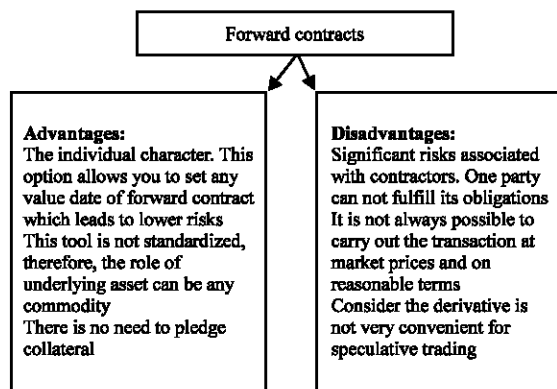 Forward contracts
Advantages:
The individual character. This
option allows you to set any
value date of forward contract
which leads to lower risks
This tool is not standardized,
therefore, the role of
underlying asset can be any
commodity
There is no need to pledge
collateral
Disadvantages:
Significant risks associated
with contractors. One party
can not fulfill its obligations
It is not always possible to
carry out the transaction at
market prices and on
reasonable terms
Consider the derivative is
not very convenient for
speculative trading